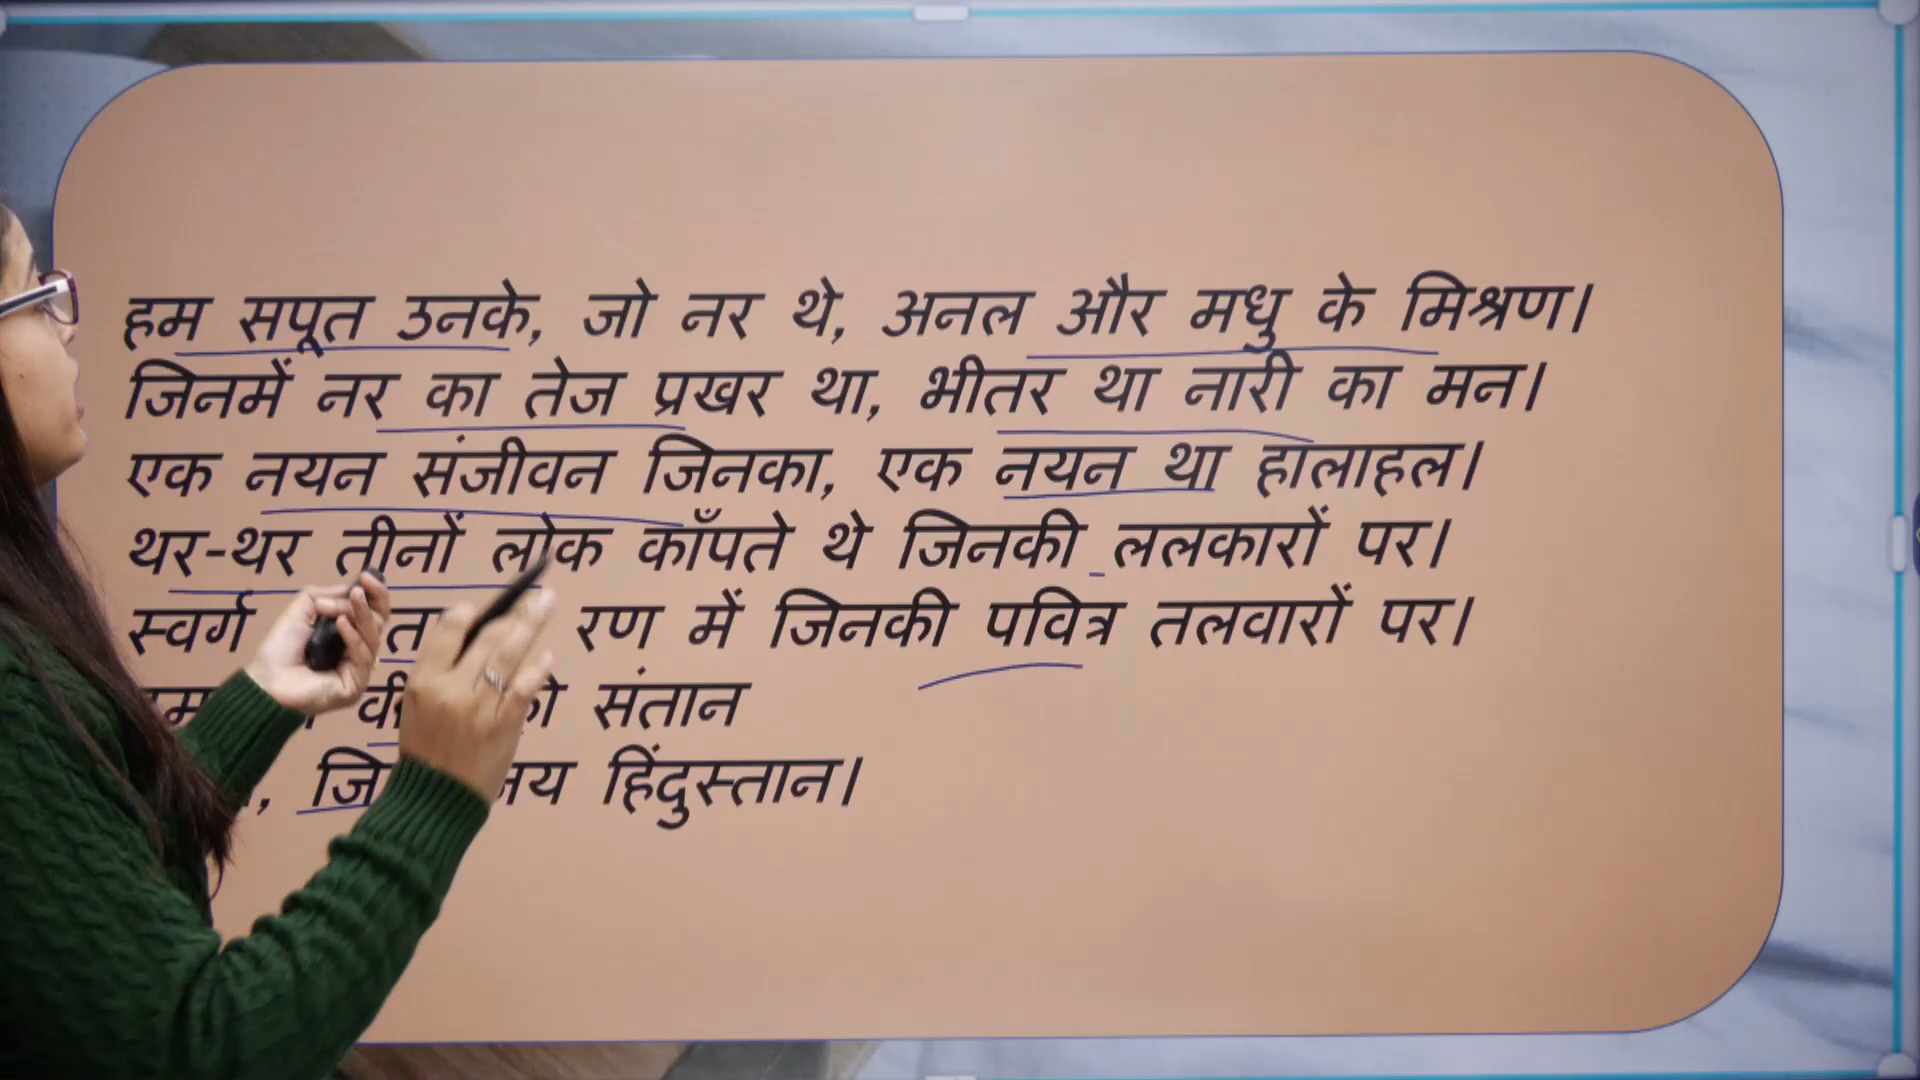 हम सपूत उनके, जो नर थे, अनल और मधु के मिश्रण।
जिनमें नर का तेज प्रखर था, भीतर था नारी का मन।
एक नयन संजीवन जिनका, एक नयन था हालाहल।
थर-थर तीनों लोक काँपते थे जिनकी ललकारों पर।
स्वर्ग रण में जिनकी पवित्र तलवारों पर।
संतान
हिंदुस्तान।